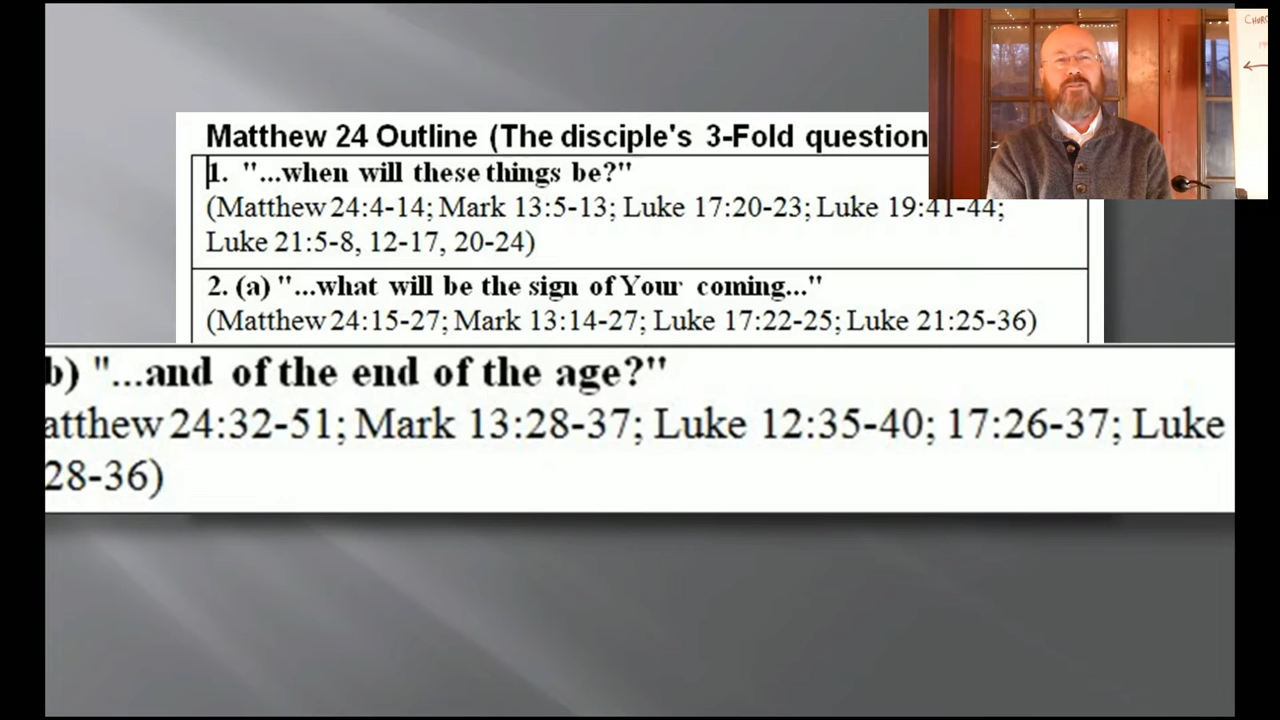 Matthew 24 Outline (The disciple's 3-Fold question
1. "...when will these things be?"
(Matthew 24:4-14; Mark 13:5-13; Luke 17:20-23; Luke 19:41-44;
Luke 21:5-8, 12-17, 20-24)
2. (a) "...what will be the sign of Your coming..."
(Matthew 24:15-27; Mark 13:14-27; Luke 17:22-25; Luke 21:25-36)
b) "...and of the end of the age?"
atthew 24:32-51; Mark 13:28-37; Luke 12:35-40; 17:26-37; Luke
28-36)